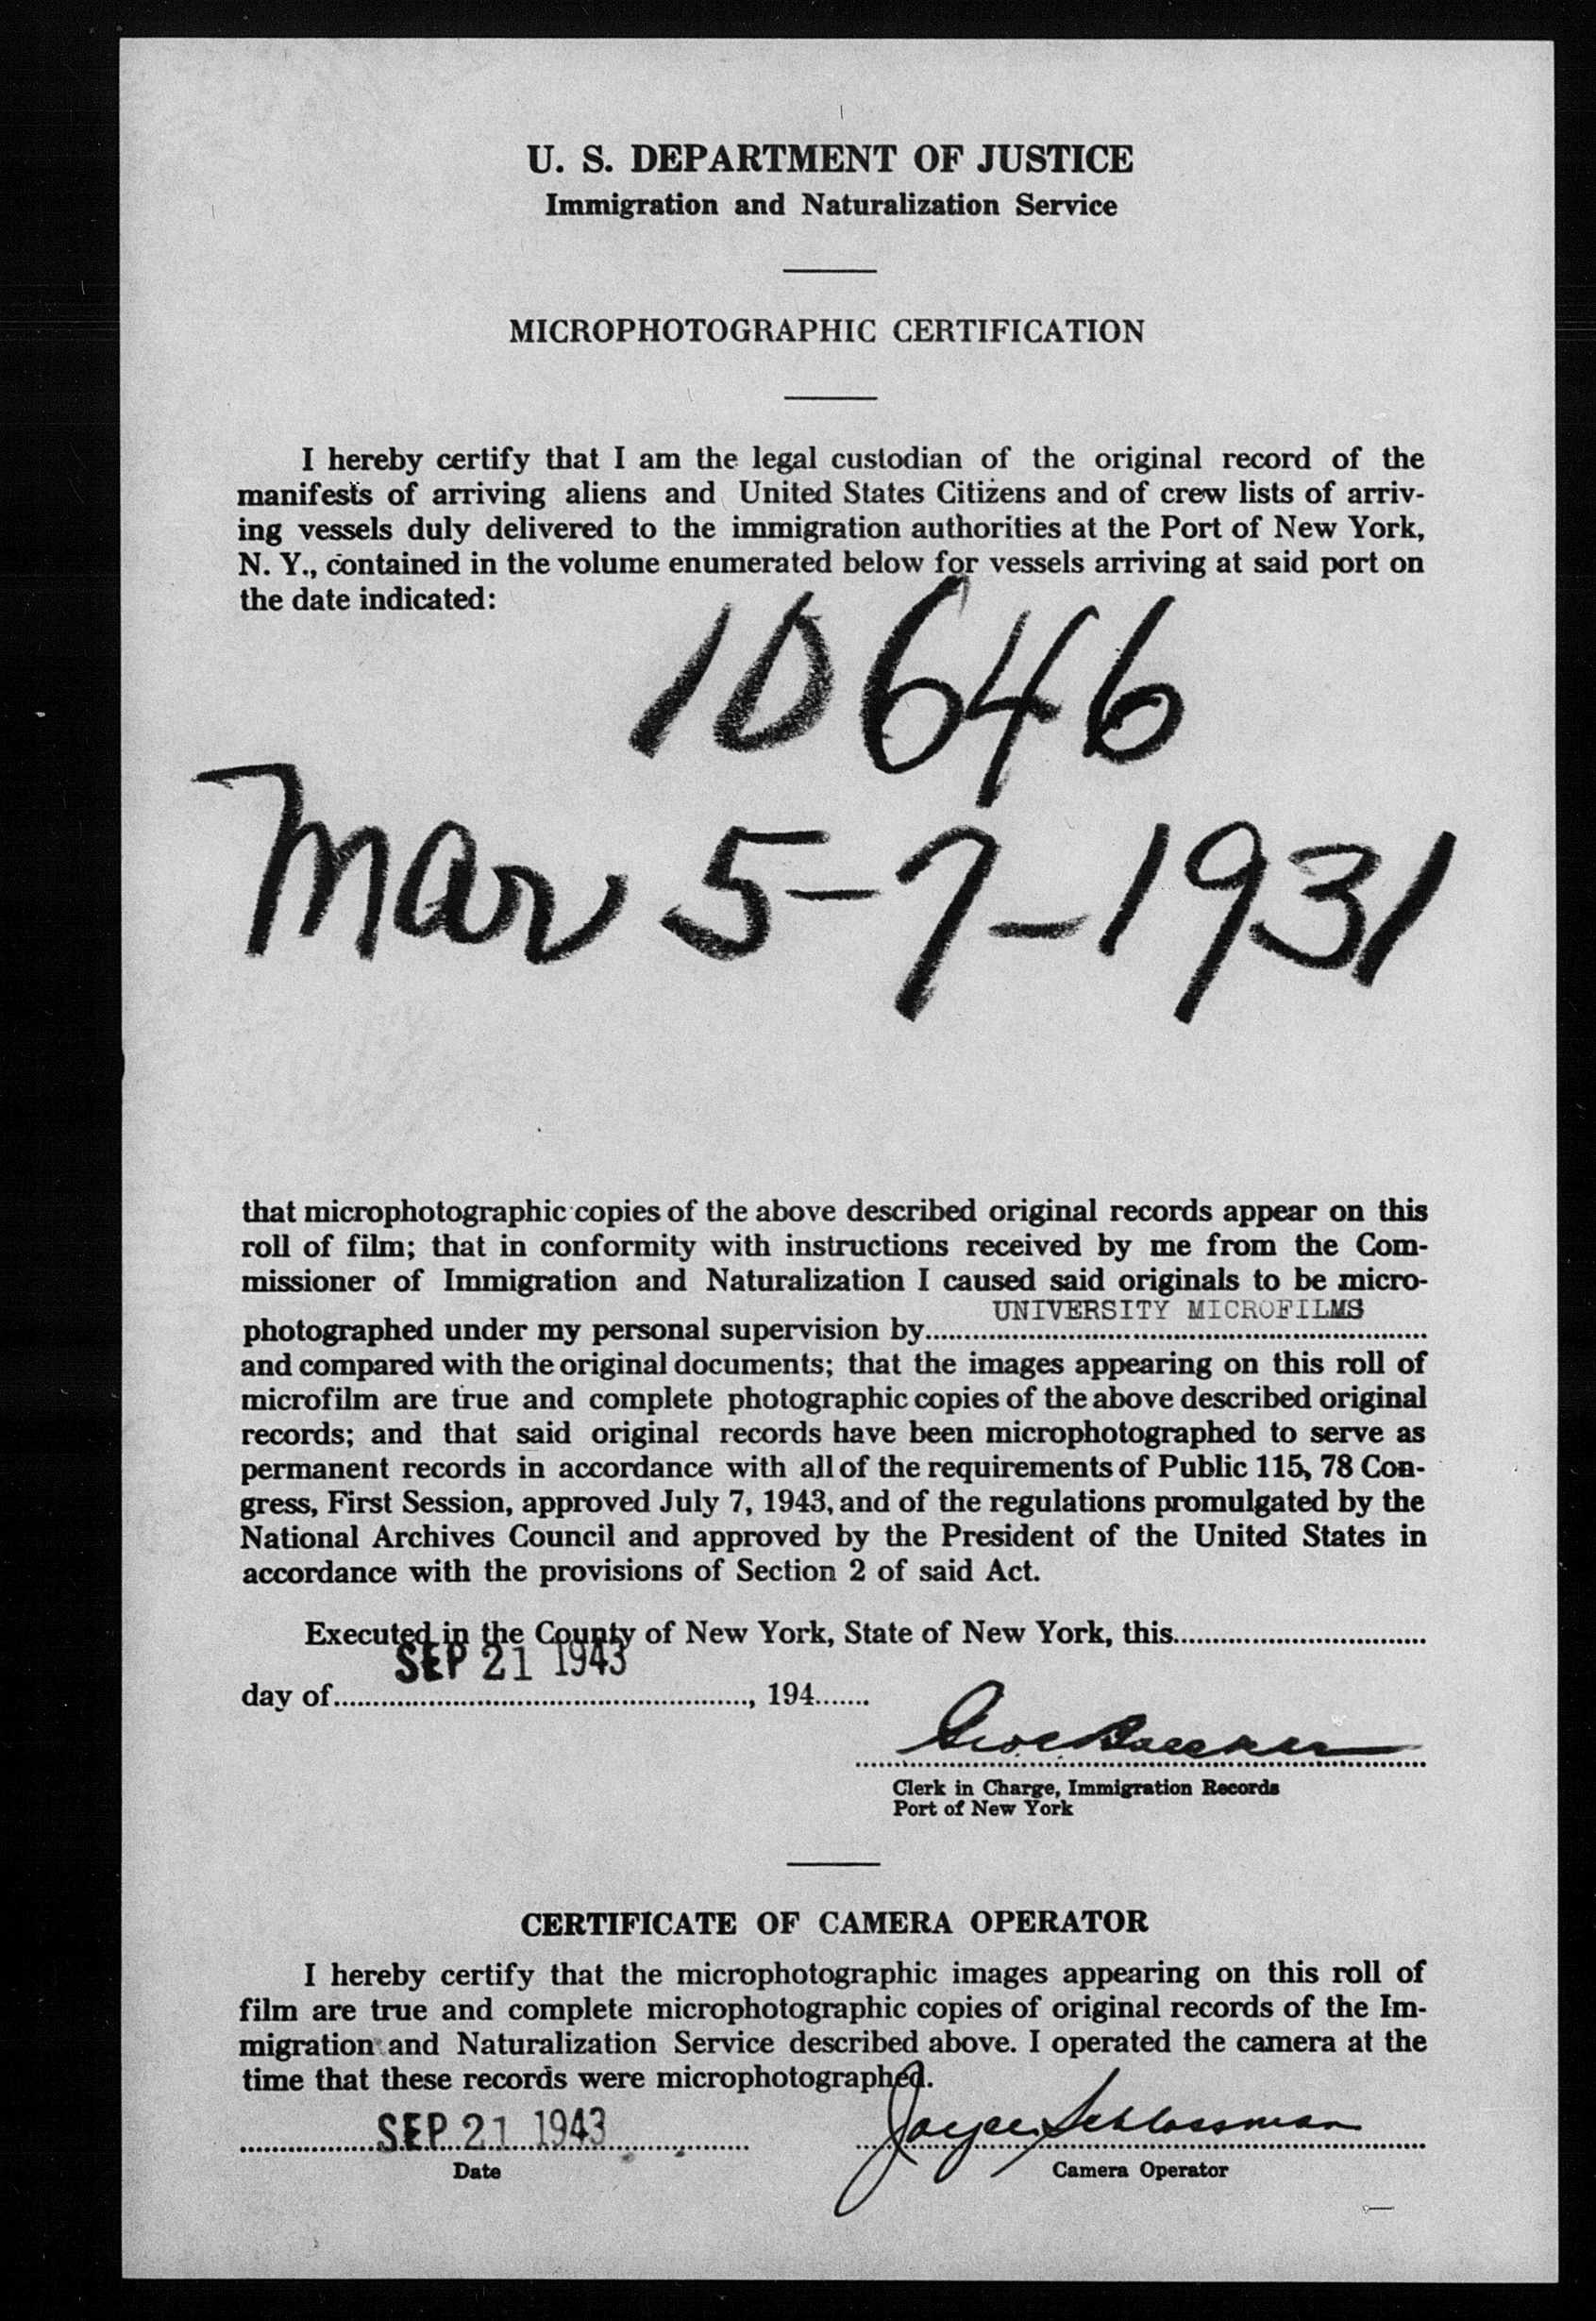 U. S. DEPARTMENT OF JUSTICE
Immigration and Naturalization Service
MICROPHOTOGRAPHIC CERTIFICATION
I hereby certify that I am the legal custodian of the original record of the
manifests of arriving aliens and United States Citizens and of crew lists of arriv-
ing vessels duly delivered to the immigration authorities at the Port of New York,
N. Y., contained in the volume enumerated below for vessels arriving at said port on
the date indicated:
10646
Mar 5-7-1931
that microphotographic copies of the above described original records appear on this
roll of film; that in conformity with instructions received by me from the Com-
missioner of Immigration and Naturalization I caused said originals to be micro-
UNIVERSITY MICROFILMS
photographed under my personal supervision by
and compared with the original documents; that the images appearing on this roll of
microfilm are true and complete photographic copies of the above described original
records; and that said original records have been microphotographed to serve as
permanent records in accordance with all of the requirements of Public 115, 78 Con-
gress, First Session, approved July 7, 1943, and of the regulations promulgated by the
National Archives Council and approved by the President of the United States in
accordance with the provisions of Section 2 of said Act.
Executed in the County of New York, State of New York, this
SEP 21 1943
day of, 194
Clerk in Charge, Immigration Records
Port of New York
CERTIFICATE OF CAMERA OPERATOR
I hereby certify that the microphotographic images appearing on this roll of
film are true and complete microphotographic copies of original records of the Im-
migration and Naturalization Service described above. I operated the camera at the
time that these records were microphotographed.
SEP 21 1943 Joyce Schlossman
Date Camera Operator